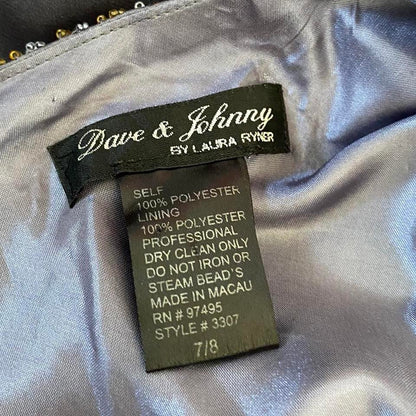 Dave & Johnny
BY LAURA RYNER
SELF
100% POLYESTER
LINING
100% POLYESTER
PROFESSIONAL
DRY CLEAN ONLY
DO NOT IRON OR
STEAM BEAD'S
MADE IN MACAU
RN # 97495
STYLE # 3307
7/8